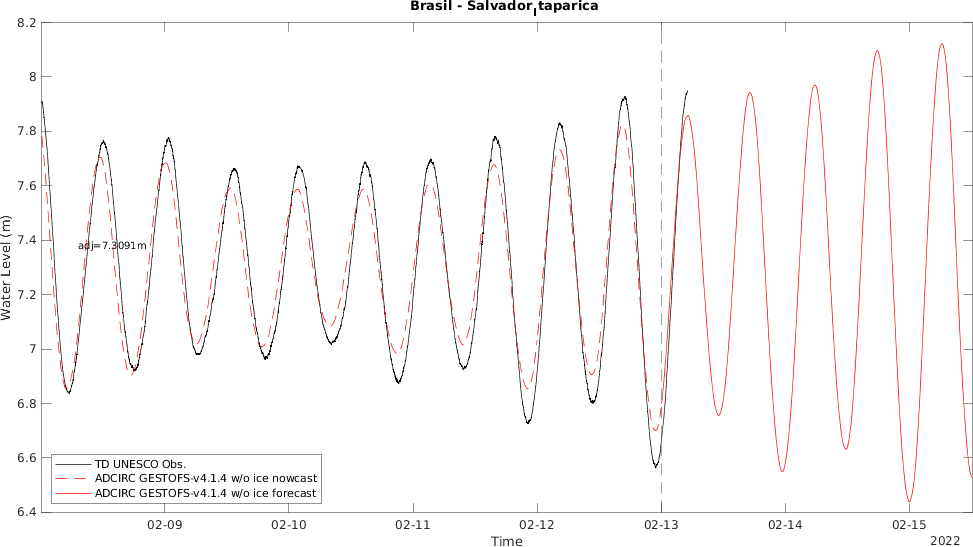 Brasil - Salvador,taparica
8.2
8
7.8
7.6
7.4
7.2
7
6.8
6.6
6.4
Water Level (m)
adj=7.3091m
TD UNESCO Obs.
ADCIRC GESTOFS-v4.1.4 w/o ice nowcast
ADCIRC GESTOFS-v4.1.4 w/o ice forecast
02-09
02-10
02-11
02-12
02-13
02-14
02-15
Time
2022